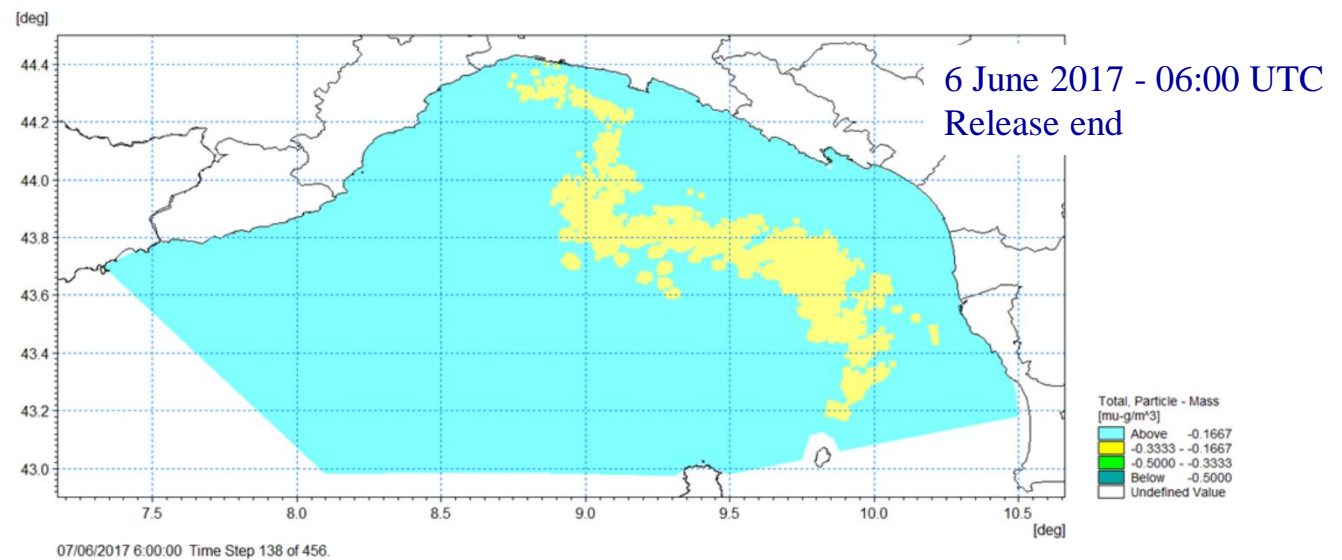 [deg]
6 June 2017 - 06:00 UTC
Release end
44.4
44.2
44.0
43.8
43.6
43.4
43.2
43.0
7.5 8.0 8.5 9.0 9.5 10.0 10.5
[deg]
Total, Particle - Mass
[mu-g/m^3]
Above -0.1667
-0.3333 - -0.1667
-0.5000 - -0.3333
Below -0.5000
Undefined Value
07/06/2017 6:00:00 Time Step 138 of 456.